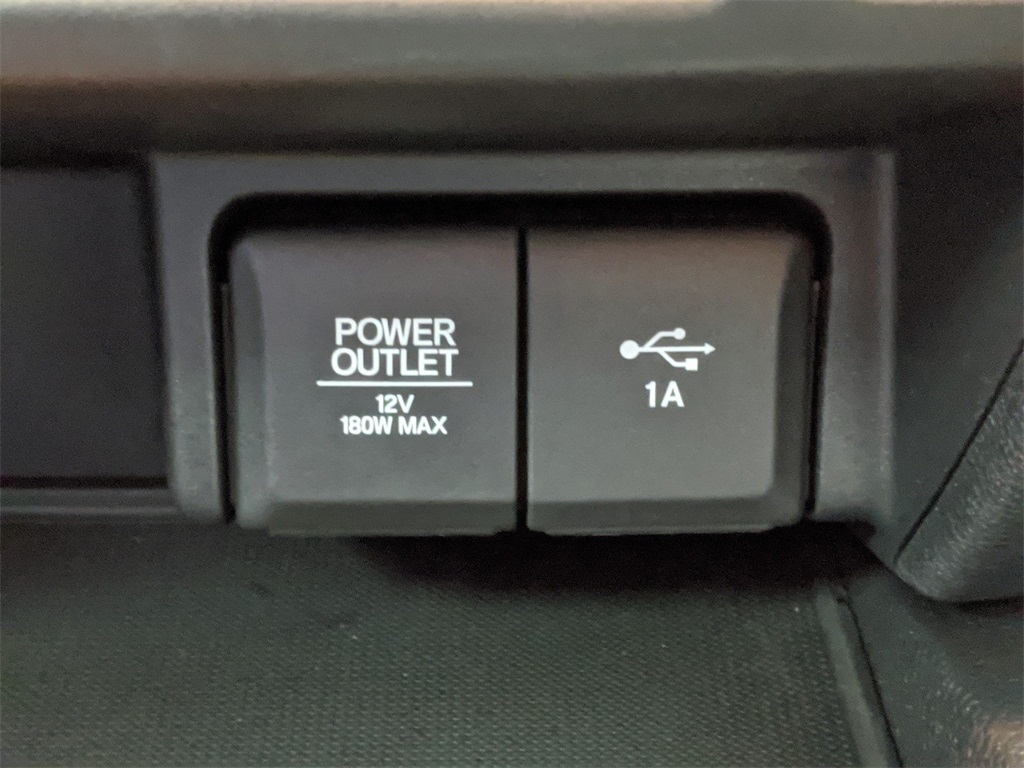 POWER
OUTLET
12V
180W MAX
1A